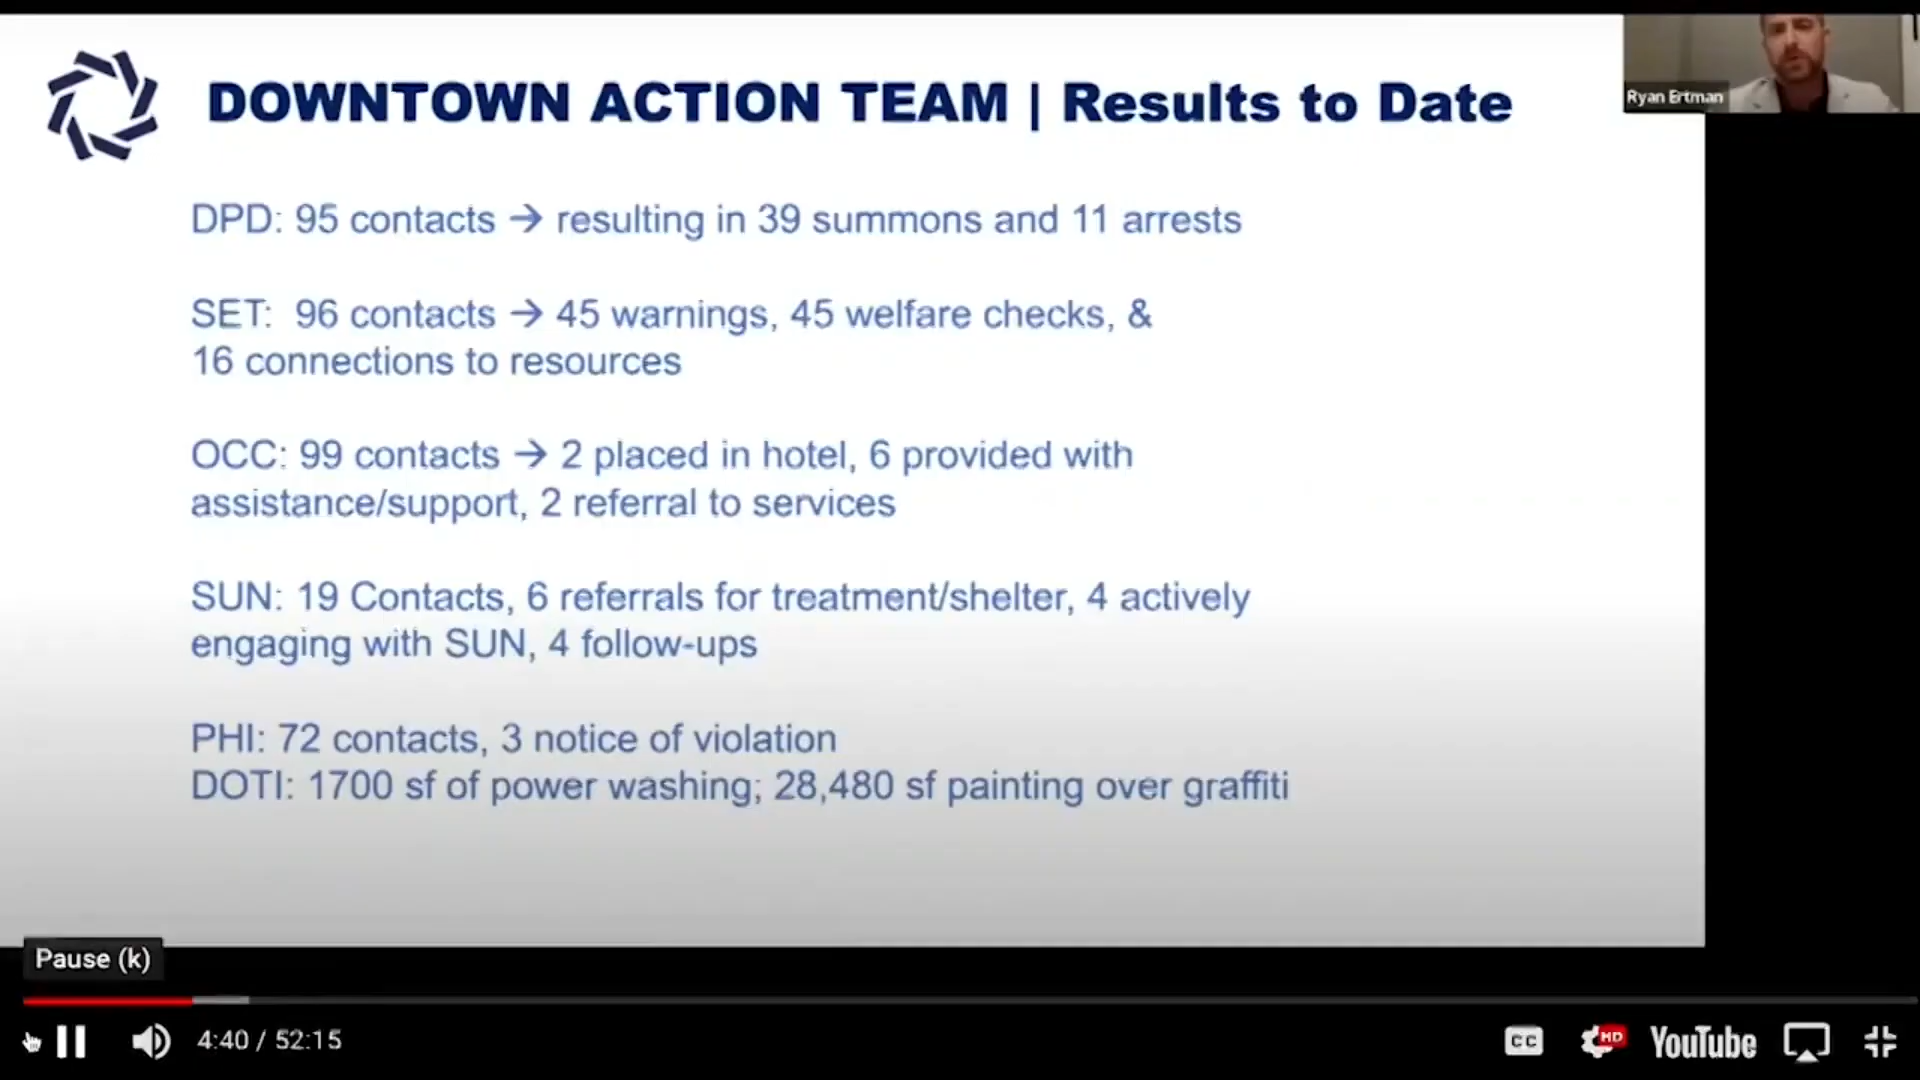 DOWNTOWN ACTION TEAM | Results to Date
Ryan Ertman
DPD: 95 contacts → resulting in 39 summons and 11 arrests
SET: 96 contacts → 45 warnings, 45 welfare checks, &
16 connections to resources
OCC: 99 contacts → 2 placed in hotel, 6 provided with
assistance/support, 2 referral to services
SUN: 19 Contacts, 6 referrals for treatment/shelter, 4 actively
engaging with SUN, 4 follow-ups
PHI: 72 contacts, 3 notice of violation
DOTI: 1700 sf of power washing; 28,480 sf painting over graffiti
Pause (k)
4:40 / 52:15
CC
HD
YouTube